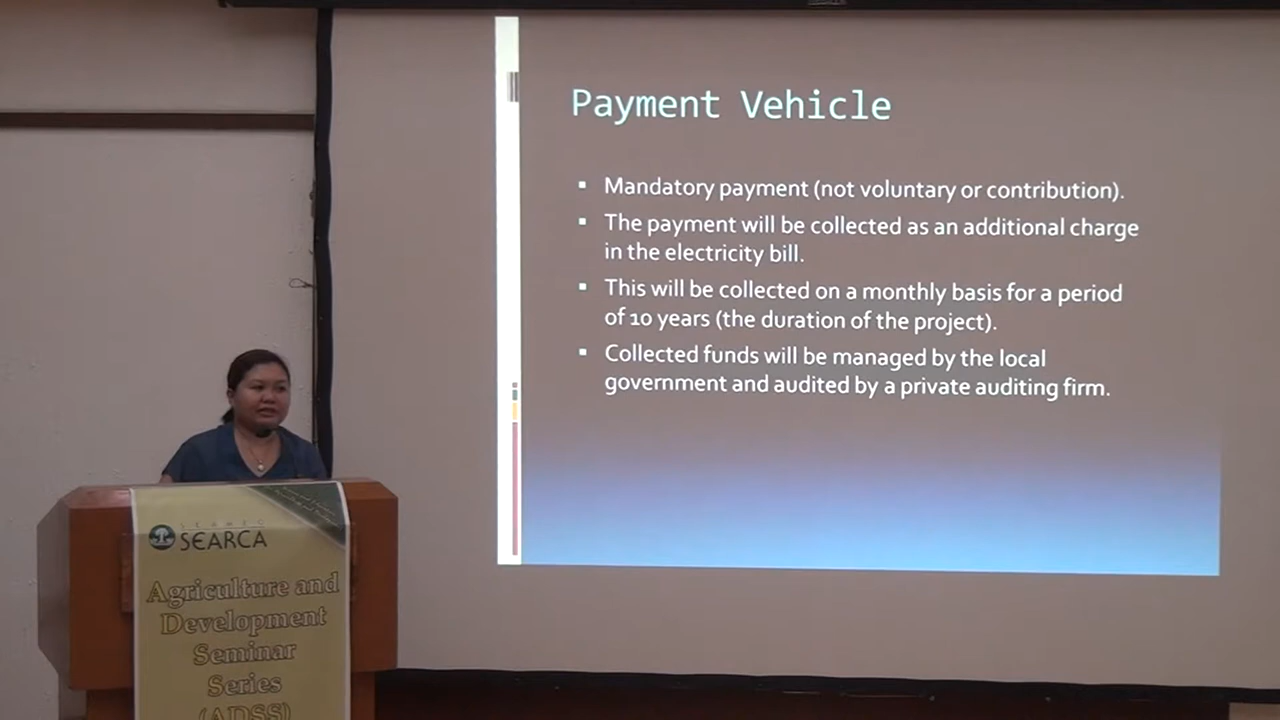 Payment Vehicle
▪ Mandatory payment (not voluntary or contribution).
▪ The payment will be collected as an additional charge
in the electricity bill.
▪ This will be collected on a monthly basis for a period
of 10 years (the duration of the project).
▪ Collected funds will be managed by the local
government and audited by a private auditing firm.
SEAMEO
SEARCA
Agriculture and
Development
Seminar
Series
(ADSS)